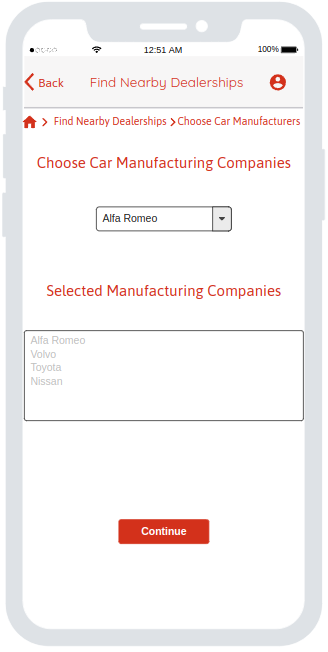 12:51 AM 100%
Back Find Nearby Dealerships
Find Nearby Dealerships Choose Car Manufacturers
Choose Car Manufacturing Companies
Alfa Romeo
Selected Manufacturing Companies
Alfa Romeo
Volvo
Toyota
Nissan
Continue